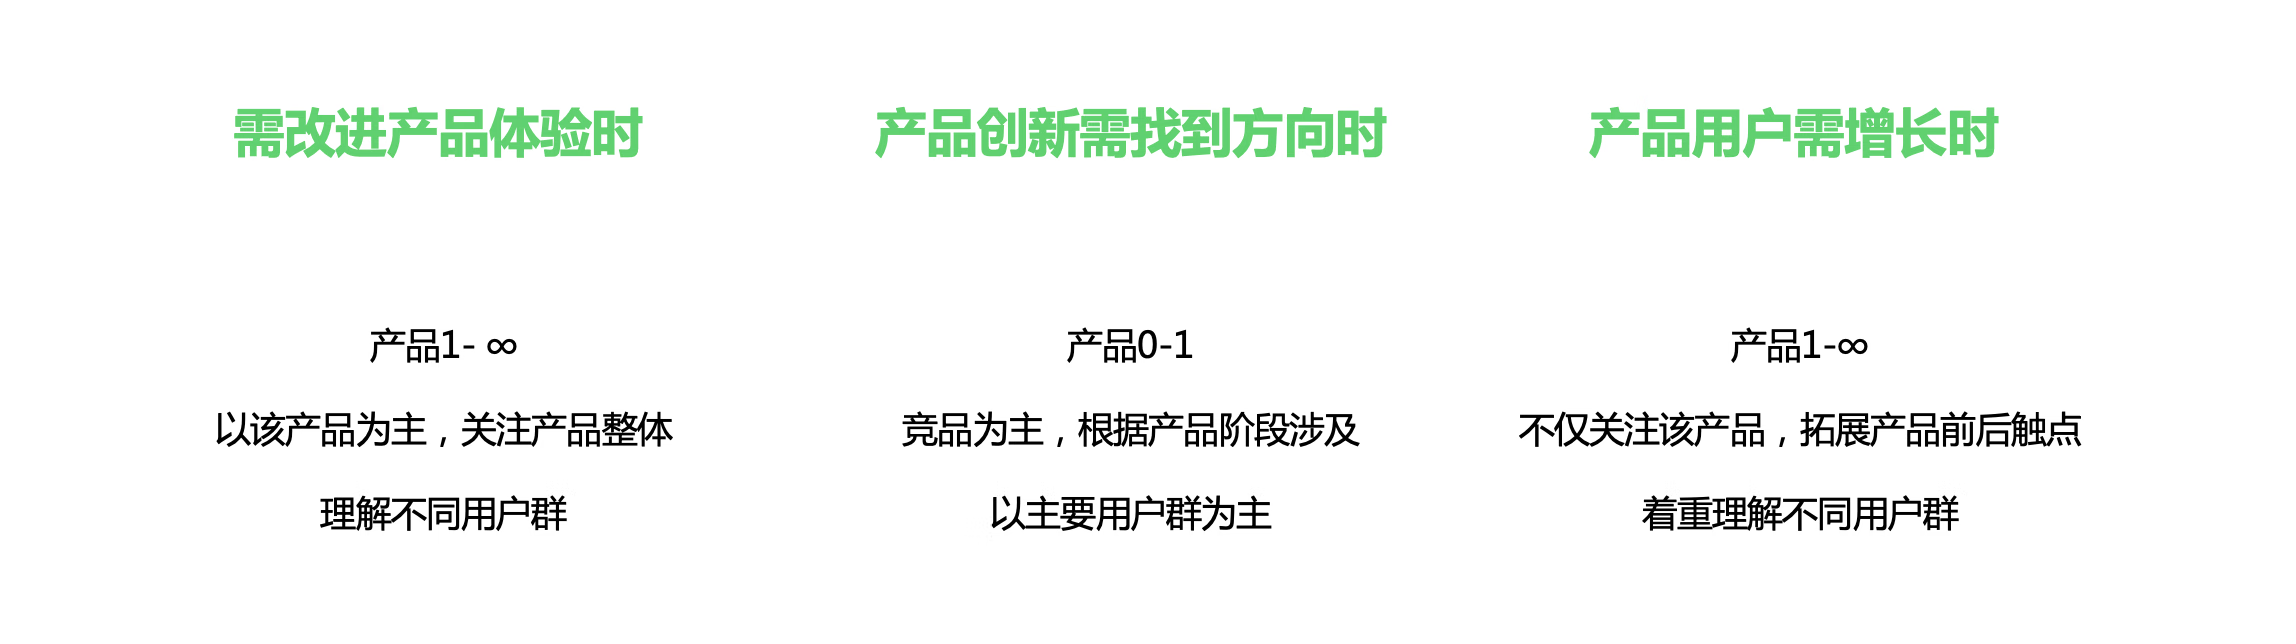 需改进产品体验时
产品1- ∞
以该产品为主，关注产品整体
理解不同用户群
产品创新需找到方向时
产品0-1
竞品为主，根据产品阶段涉及
以主要用户群为主
产品用户需增长时
产品1-∞
不仅关注该产品，拓展产品前后触点
着重理解不同用户群